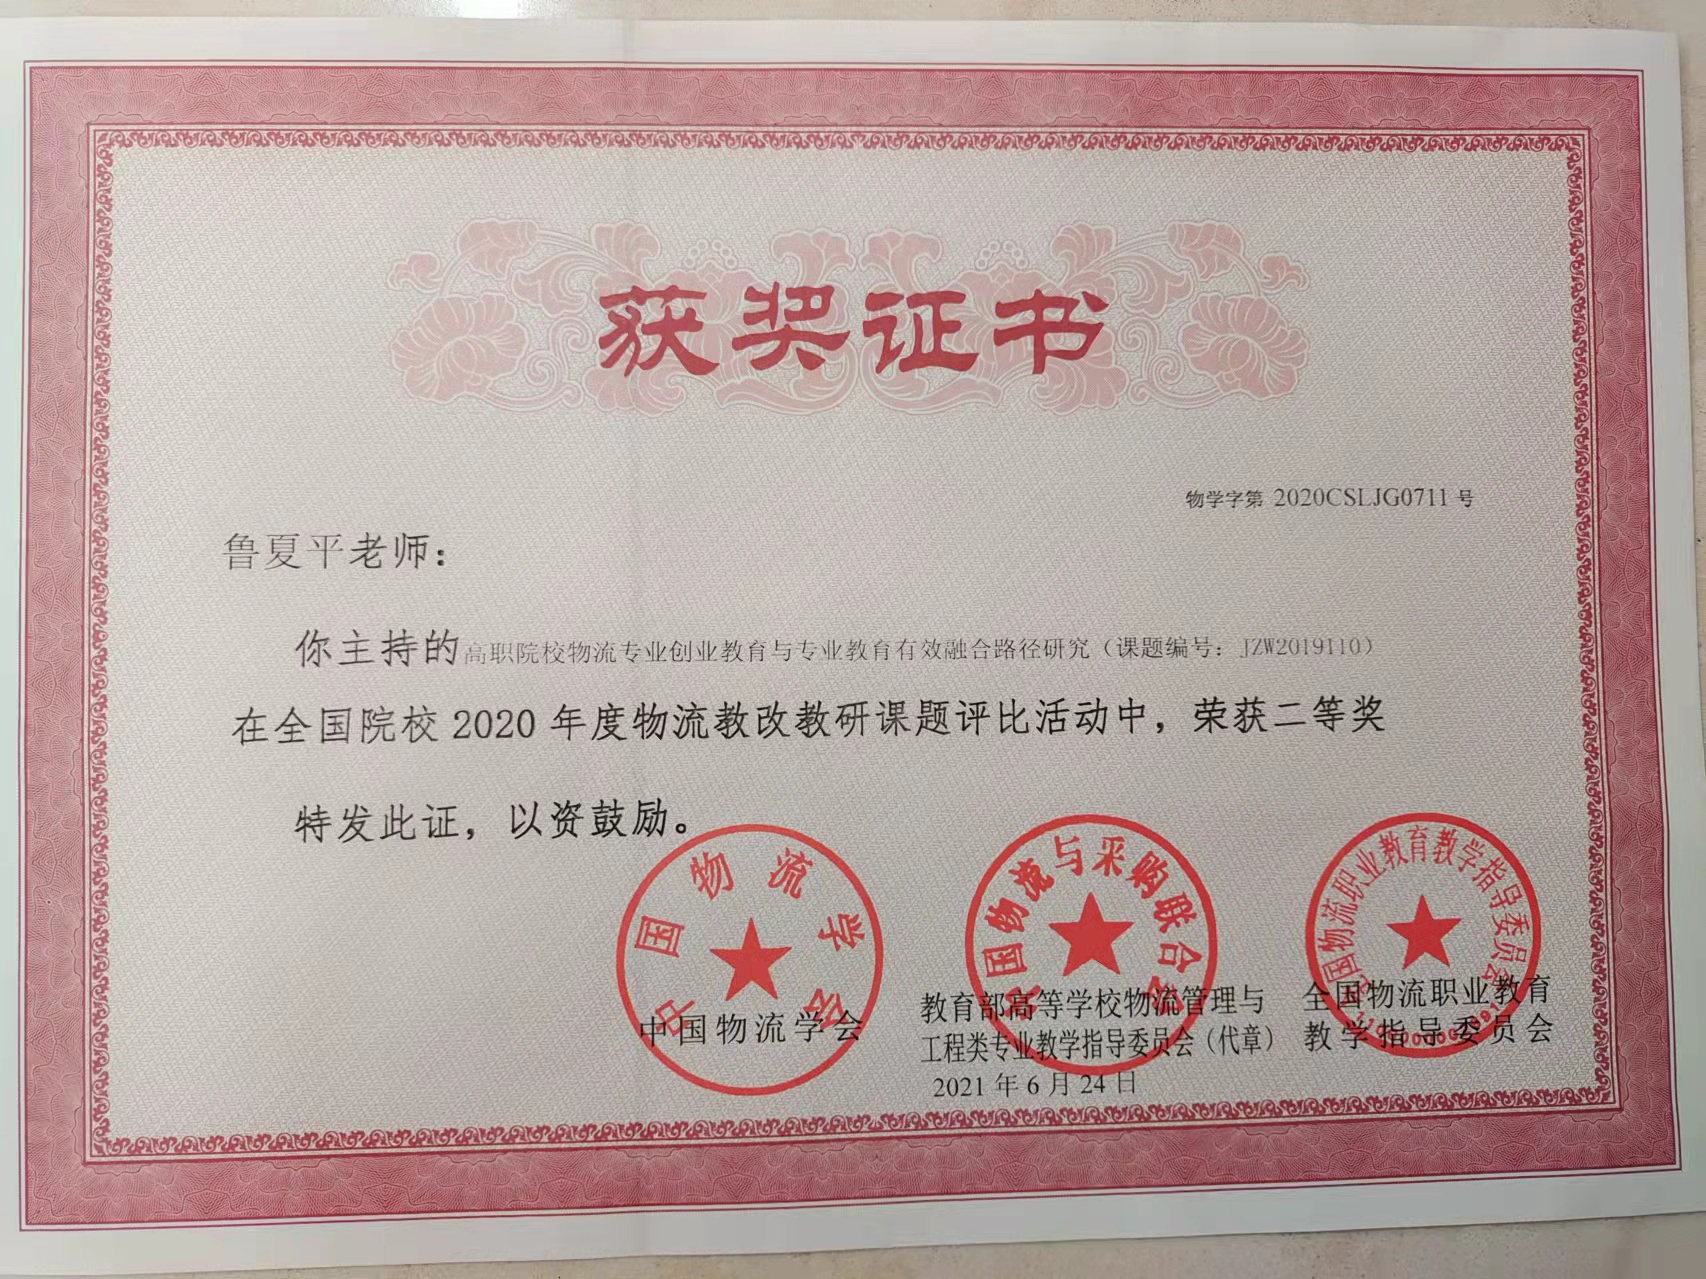 获奖证书
物学字第 2020CSLJG0711 号
鲁夏平老师：
你主持的高职院校物流专业创业教育与专业教育有效融合路径研究（课题编号：JZW2019110）
在全国院校 2020 年度物流教改教研课题评比活动中，荣获二等奖
特发此证，以资鼓励。
中国物流学会
中国物流与采购联合会
全国物流职业教育教学指导委员会
中国物流学会
教育部高等学校物流管理与
工程类专业教学指导委员会（代章）
2021 年 6 月 24 日
全国物流职业教育
教学指导委员会